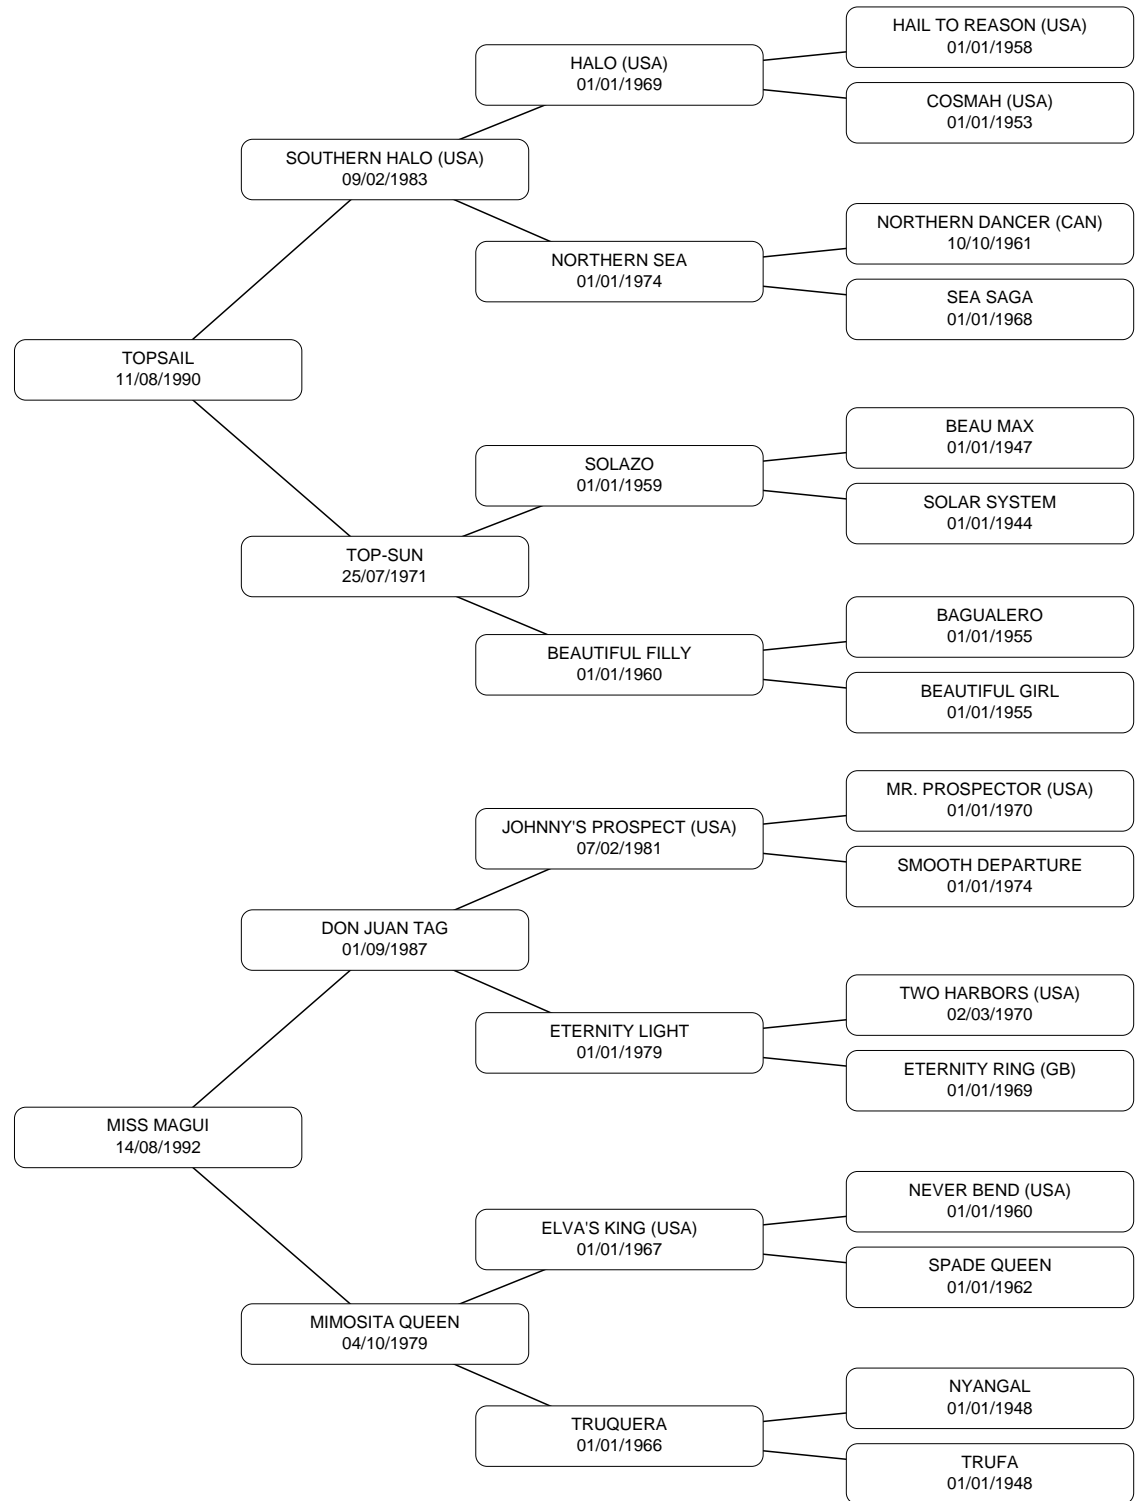 HAIL TO REASON (USA)
01/01/1958
HALO (USA)
01/01/1969
COSMAH (USA)
01/01/1953
SOUTHERN HALO (USA)
09/02/1983
NORTHERN DANCER (CAN)
10/10/1961
NORTHERN SEA
01/01/1974
SEA SAGA
01/01/1968
TOPSAIL
11/08/1990
BEAU MAX
01/01/1947
SOLAZO
01/01/1959
SOLAR SYSTEM
01/01/1944
TOP-SUN
25/07/1971
BAGUALERO
01/01/1955
BEAUTIFUL FILLY
01/01/1960
BEAUTIFUL GIRL
01/01/1955
MR. PROSPECTOR (USA)
01/01/1970
JOHNNY'S PROSPECT (USA)
07/02/1981
SMOOTH DEPARTURE
01/01/1974
DON JUAN TAG
01/09/1987
TWO HARBORS (USA)
02/03/1970
ETERNITY LIGHT
01/01/1979
ETERNITY RING (GB)
01/01/1969
MISS MAGUI
14/08/1992
NEVER BEND (USA)
01/01/1960
ELVA'S KING (USA)
01/01/1967
SPADE QUEEN
01/01/1962
MIMOSITA QUEEN
04/10/1979
NYANGAL
01/01/1948
TRUQUERA
01/01/1966
TRUFA
01/01/1948